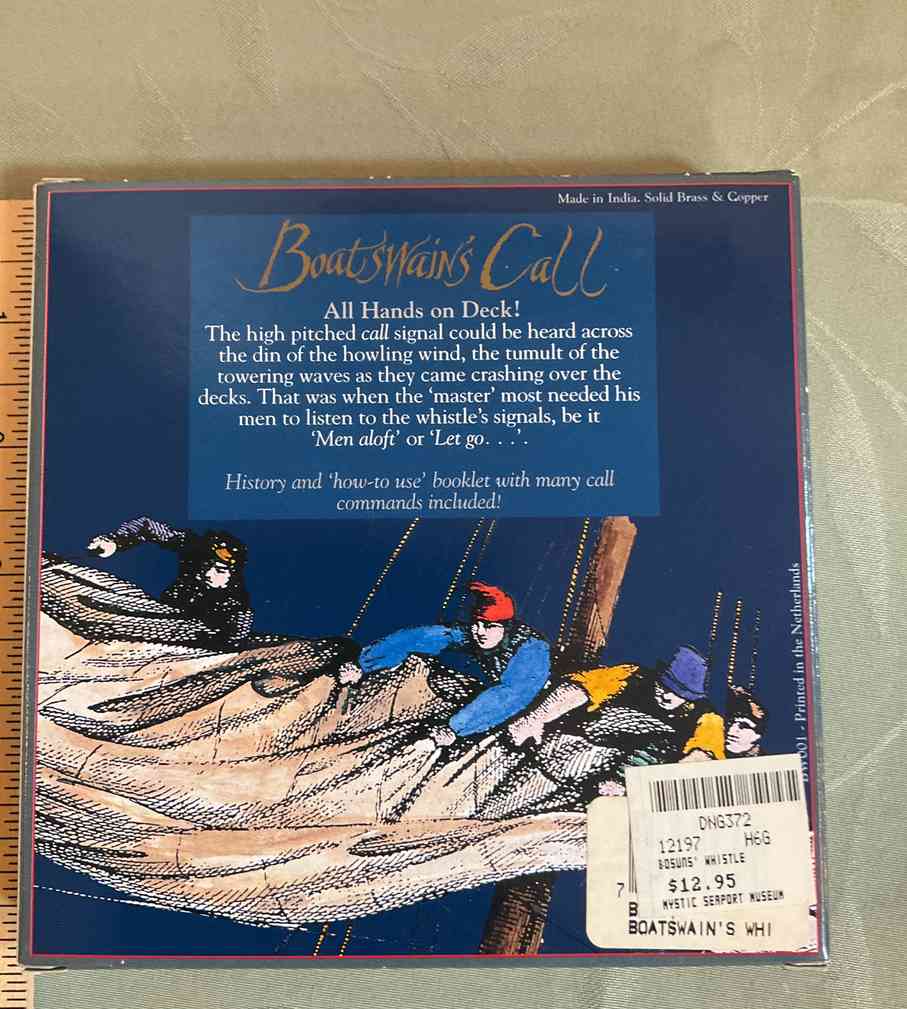 Made in India. Solid Brass & Copper
Boatswain's Call
All Hands on Deck!
The high pitched call signal could be heard across
the din of the howling wind, the tumult of the
towering waves as they came crashing over the
decks. That was when the ‘master’ most needed his
men to listen to the whistle’s signals, be it
‘Men aloft’ or ‘Let go. . .’.
History and ‘how-to use’ booklet with many call
commands included!
BW001 - Printed in the Netherlands
DNG372
12197 H6G
BOSUNS' WHISTLE
$12.95
MYSTIC SEAPORT MUSEUM
7
B
BOATSWAIN'S WHI
1